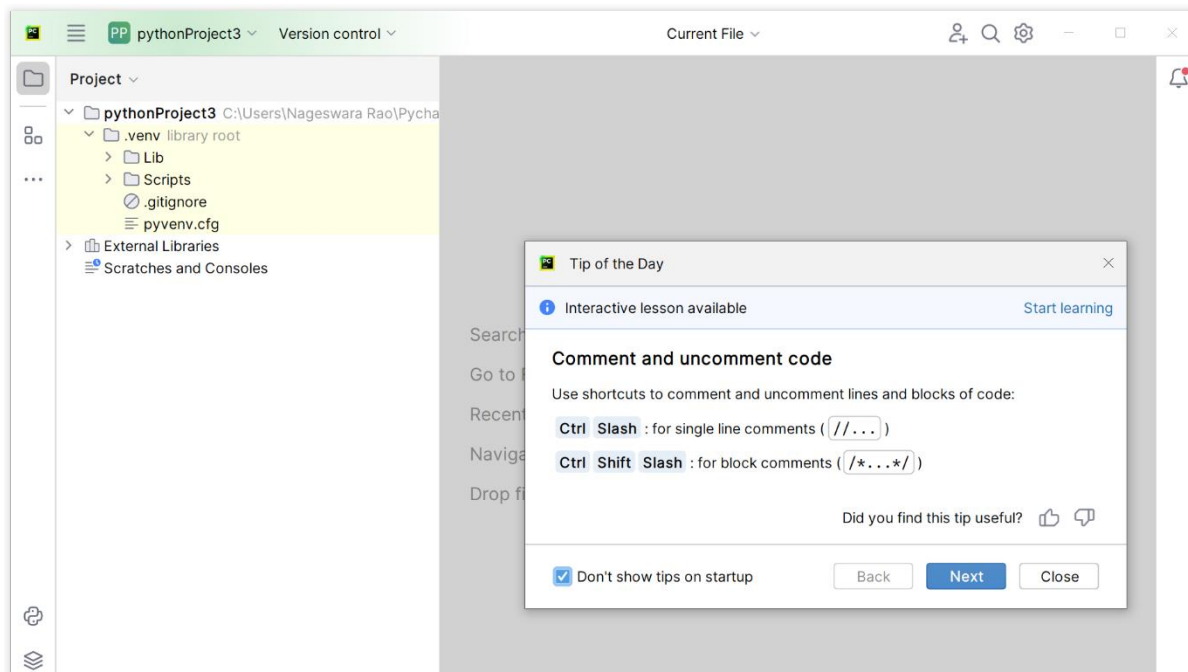 PC PP pythonProject3 Version control Current File
Project
pythonProject3 C:\Users\Nageswara Rao\Pycha
.venv library root
Lib
Scripts
.gitignore
pyvenv.cfg
External Libraries
Scratches and Consoles
Search
Go to
Recent
Naviga
Drop fi
PC Tip of the Day
Interactive lesson available Start learning
Comment and uncomment code
Use shortcuts to comment and uncomment lines and blocks of code:
Ctrl Slash : for single line comments ( //... )
Ctrl Shift Slash : for block comments ( /*...*/ )
Did you find this tip useful?
Don't show tips on startup Back Next Close